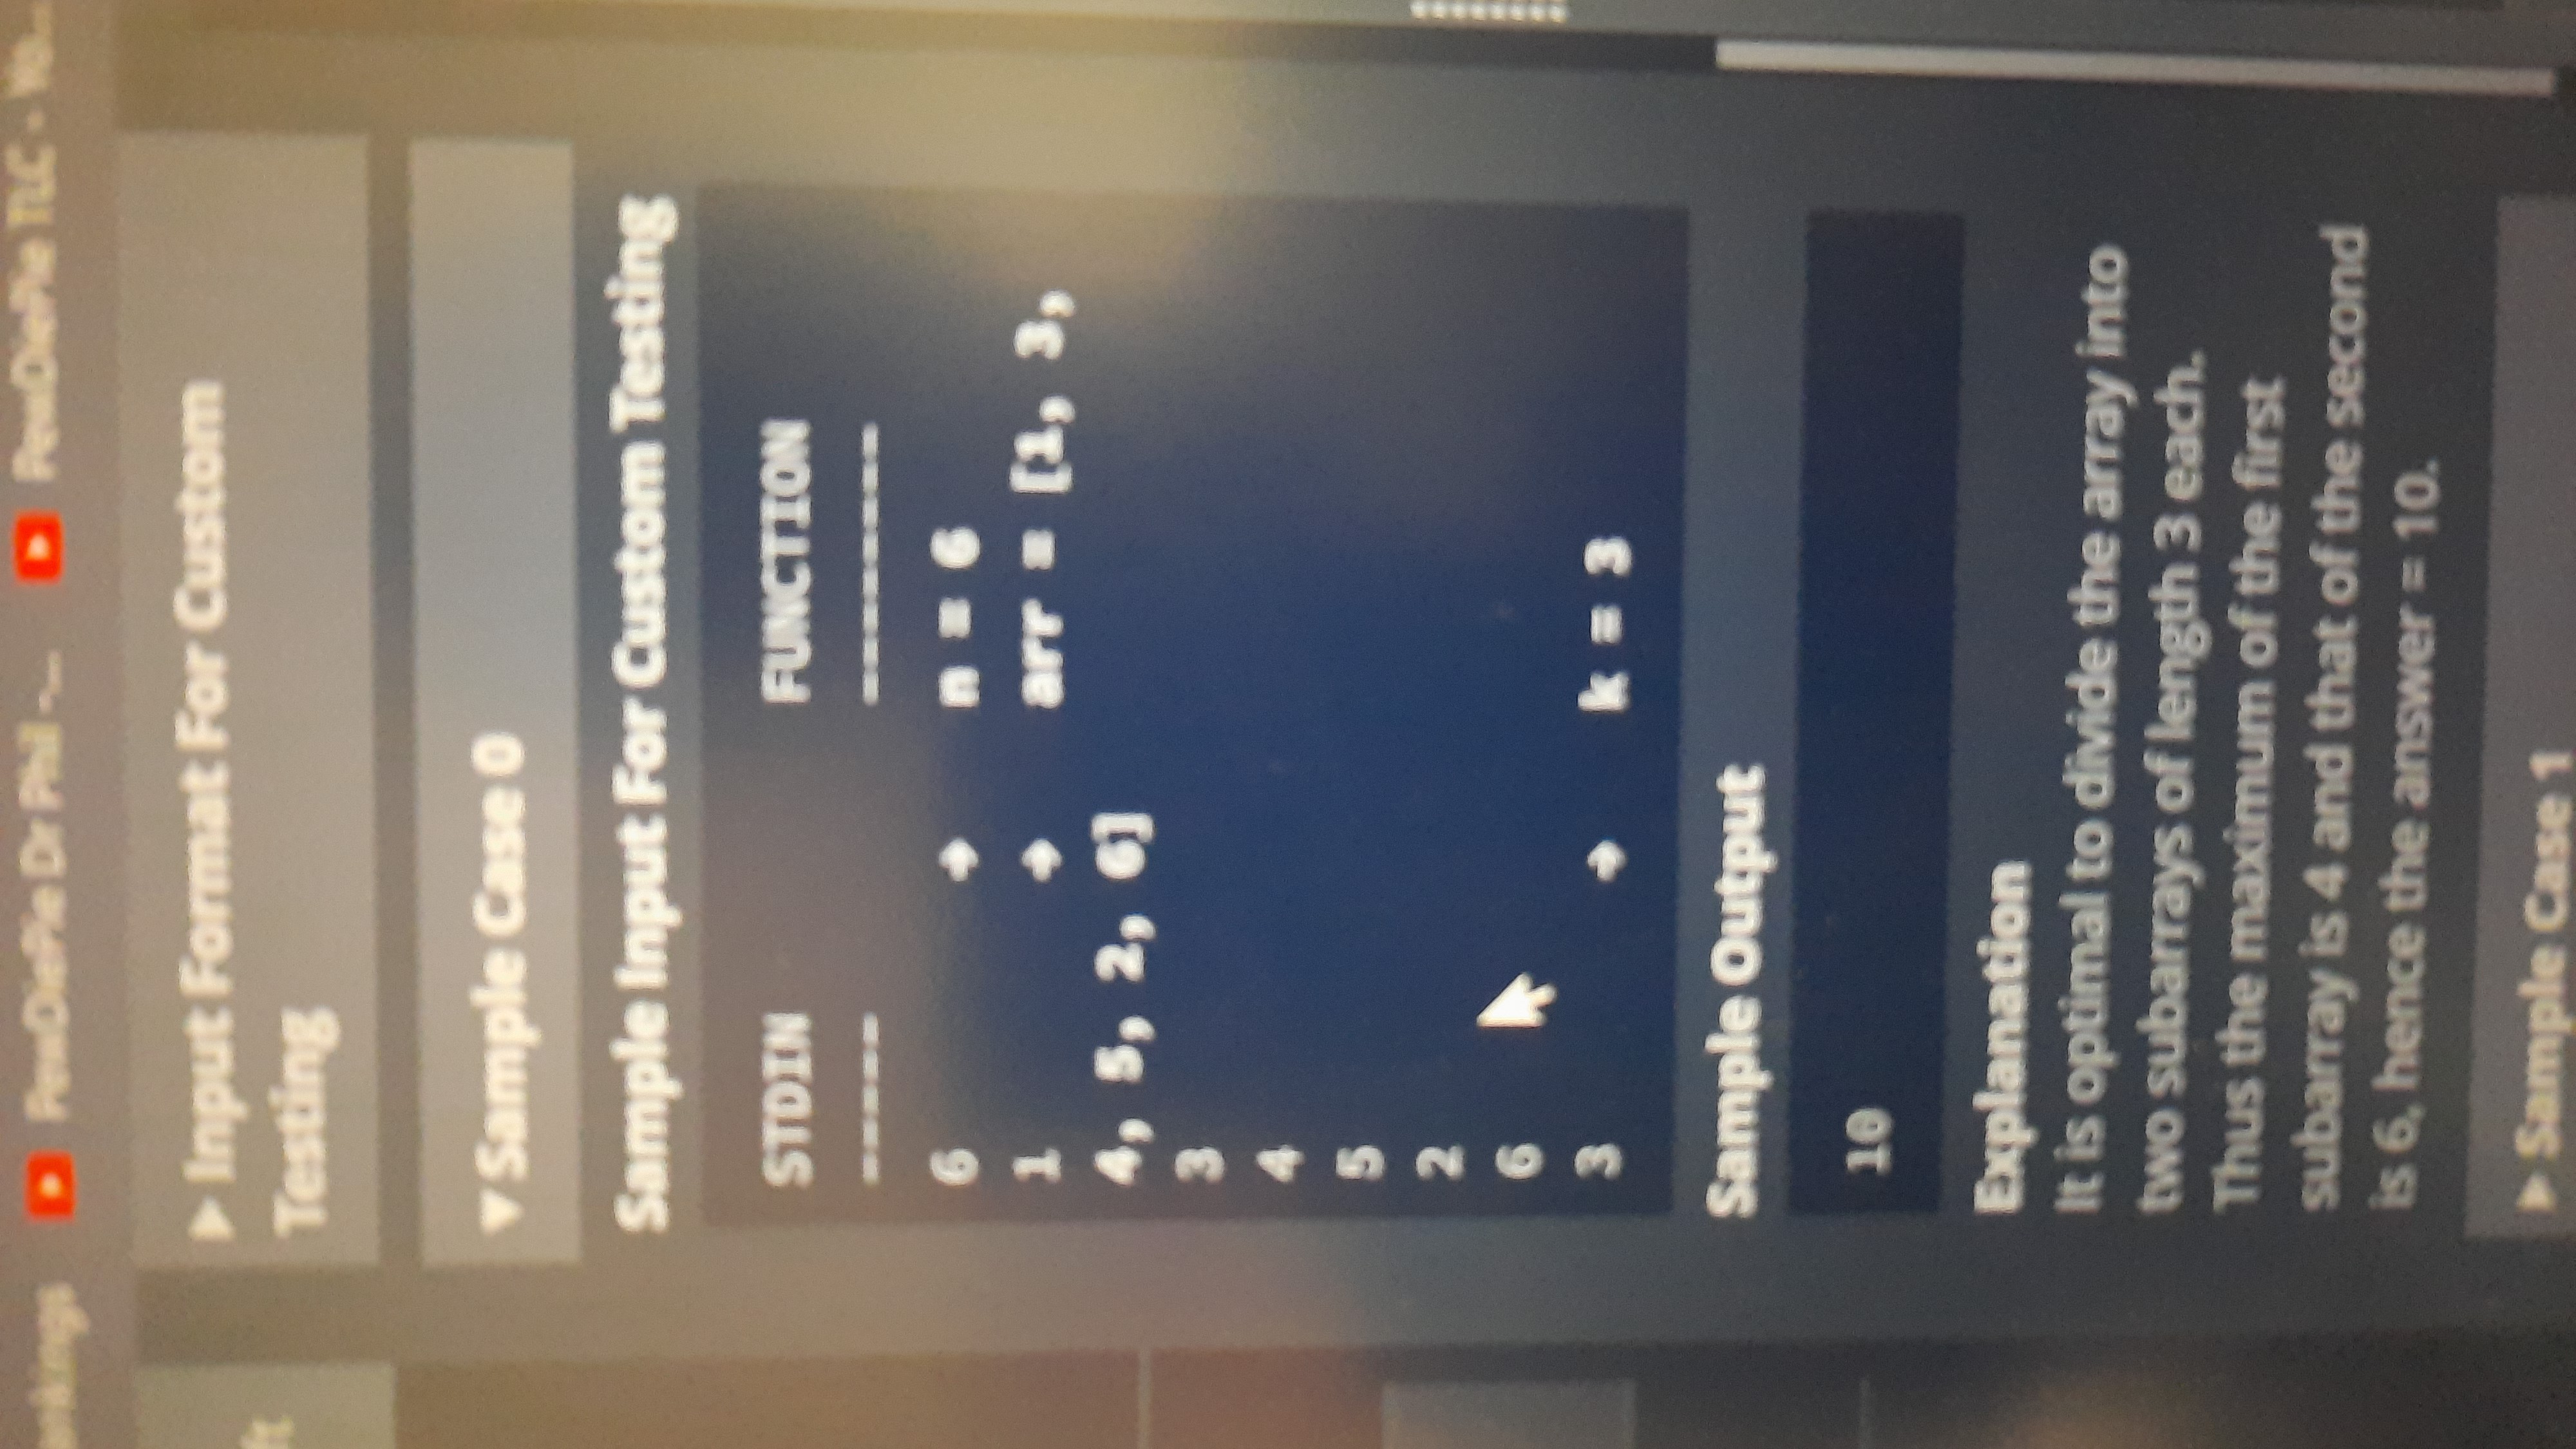 ankings PewDiePie Dr Phil -... PewDiePie TLC - Yo...
Input Format For Custom
Testing
ft
Sample Case 0
Sample Input For Custom Testing
STDIN FUNCTION
----- --------
6 → n = 6
1 → arr = [1, 3,
4, 5, 2, 6]
3
4
5
2
6
3 → k = 3
Sample Output
10
Explanation
It is optimal to divide the array into
two subarrays of length 3 each.
Thus the maximum of the first
subarray is 4 and that of the second
is 6, hence the answer = 10.
Sample Case 1